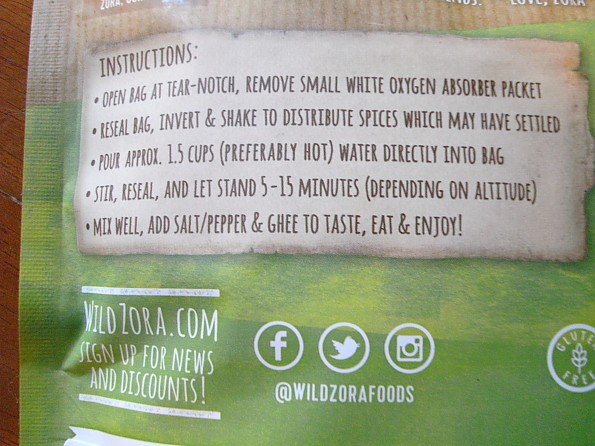 LOVE, ZORA
INSTRUCTIONS:
• OPEN BAG AT TEAR-NOTCH, REMOVE SMALL WHITE OXYGEN ABSORBER PACKET
• RESEAL BAG, INVERT & SHAKE TO DISTRIBUTE SPICES WHICH MAY HAVE SETTLED
• POUR APPROX. 1.5 CUPS (PREFERABLY HOT) WATER DIRECTLY INTO BAG
• STIR, RESEAL, AND LET STAND 5-15 MINUTES (DEPENDING ON ALTITUDE)
• MIX WELL, ADD SALT/PEPPER & GHEE TO TASTE, EAT & ENJOY!
WILDZORA.COM
SIGN UP FOR NEWS
AND DISCOUNTS!
@WILDZORAFOODS